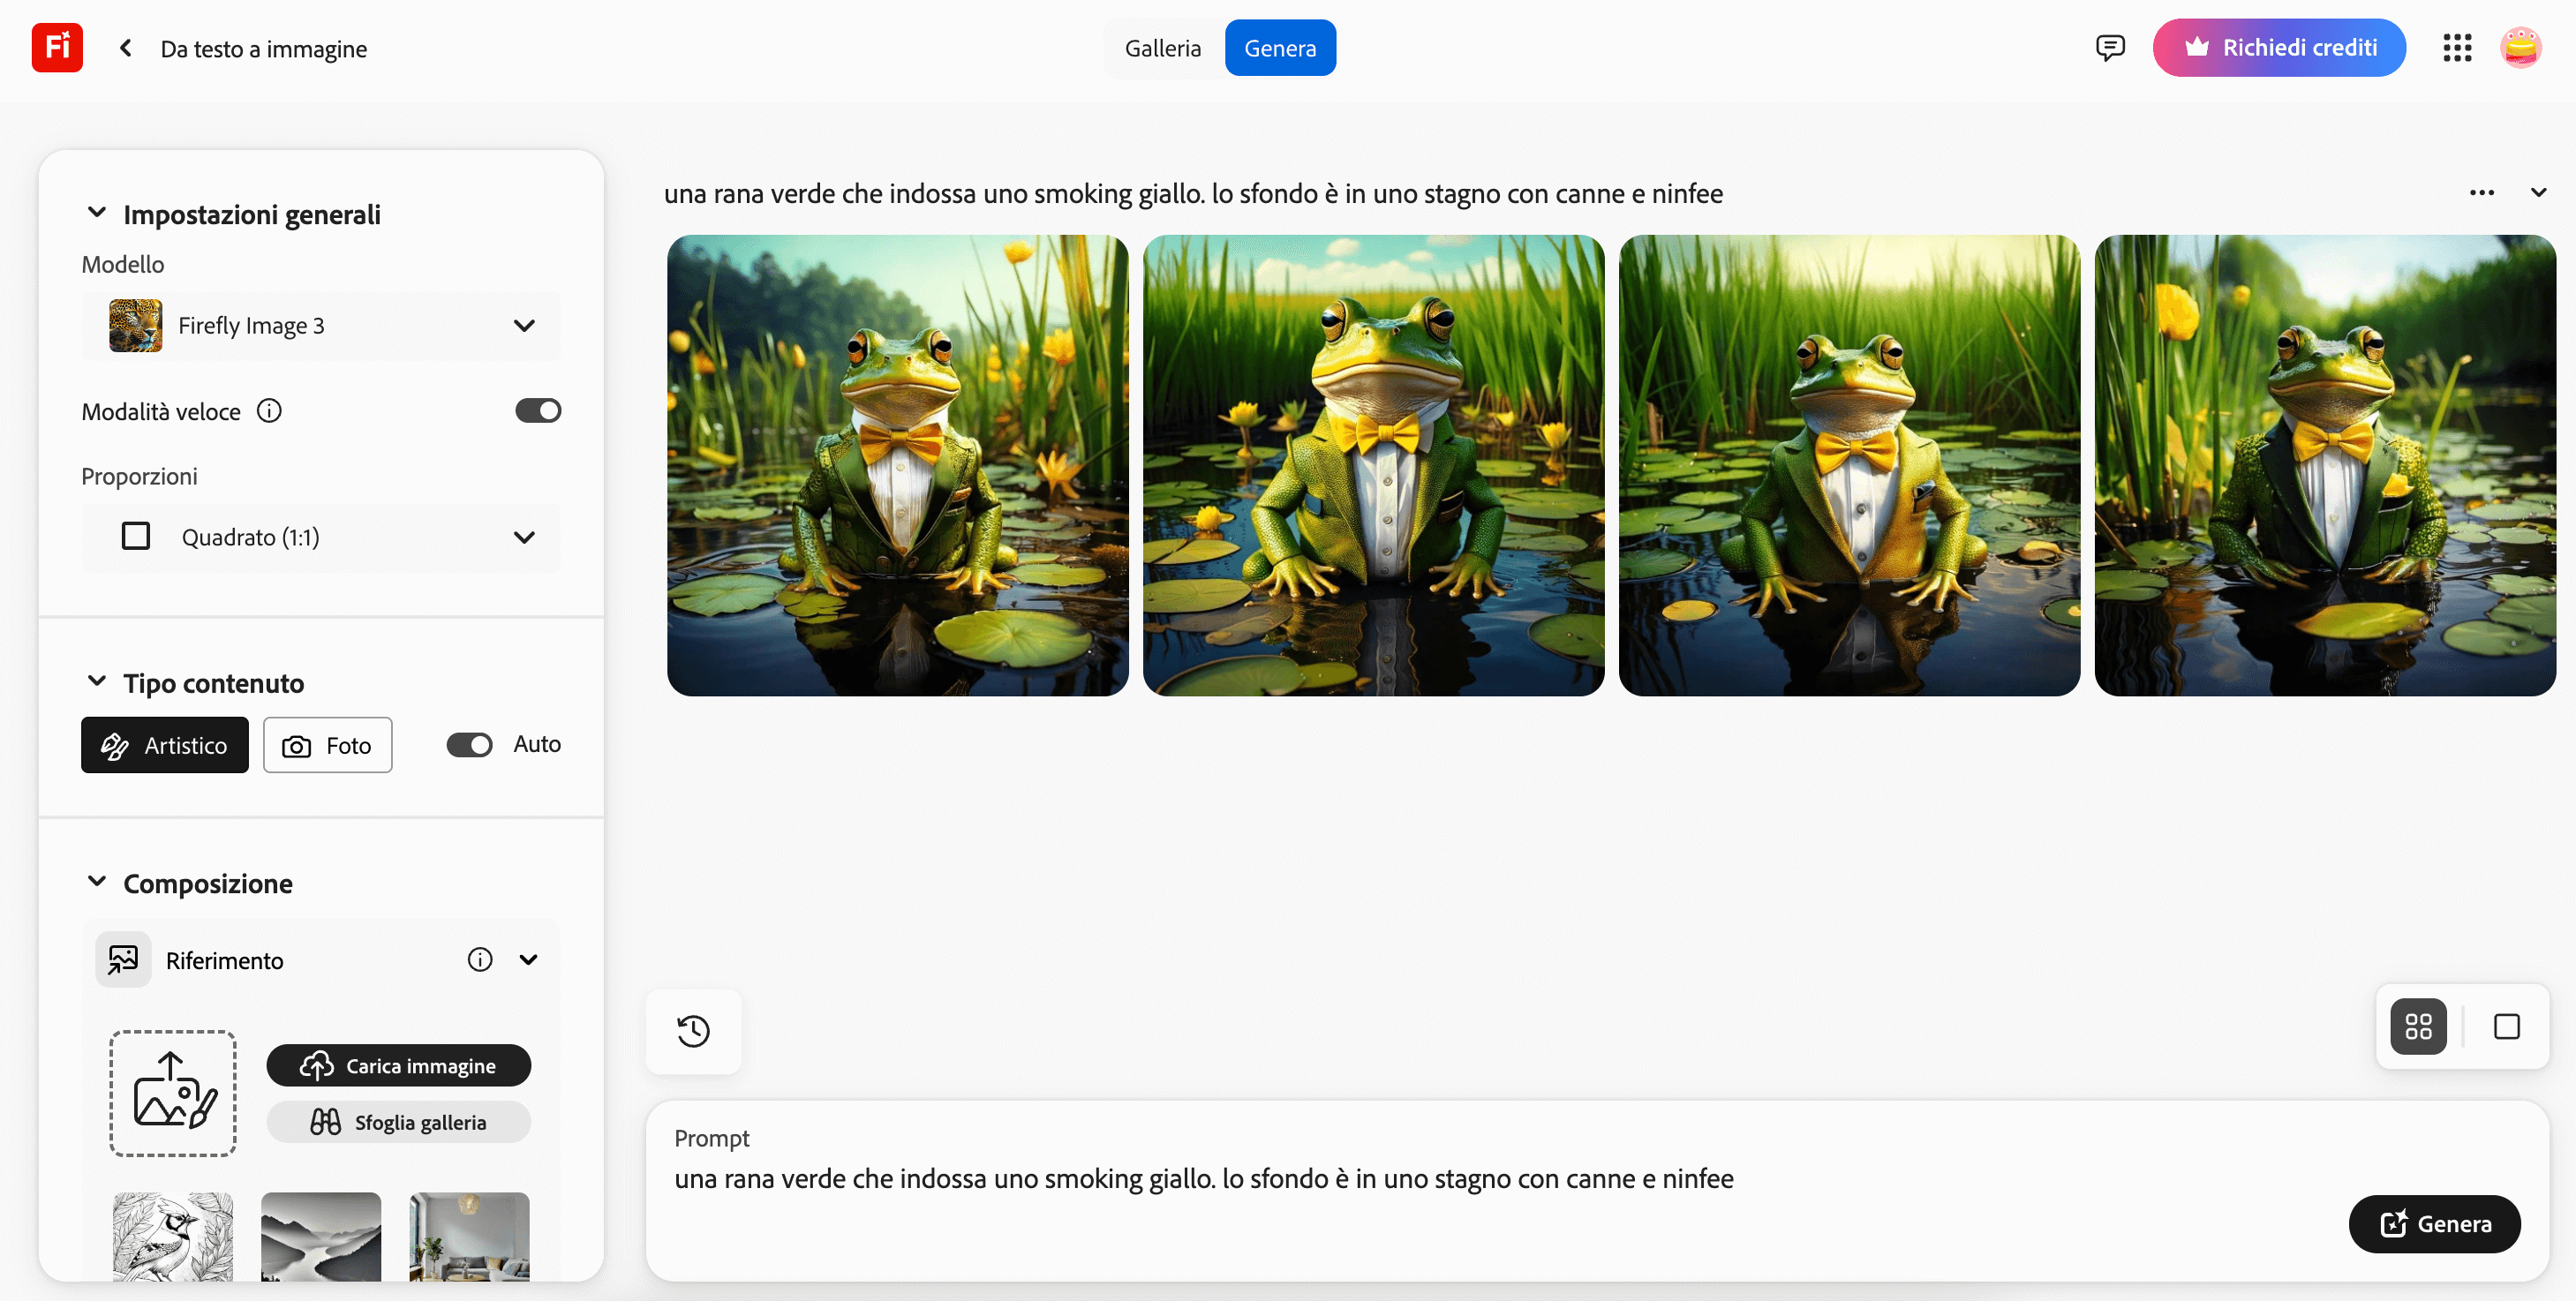 Fi
Da testo a immagine
Galleria
Genera
Richiedi crediti
Impostazioni generali
Modello
Firefly Image 3
Modalità veloce
Proporzioni
Quadrato (1:1)
Tipo contenuto
Artistico
Foto
Auto
Composizione
Riferimento
Carica immagine
Sfoglia galleria
una rana verde che indossa uno smoking giallo. lo sfondo è in uno stagno con canne e ninfee
Prompt
una rana verde che indossa uno smoking giallo. lo sfondo è in uno stagno con canne e ninfee
Genera